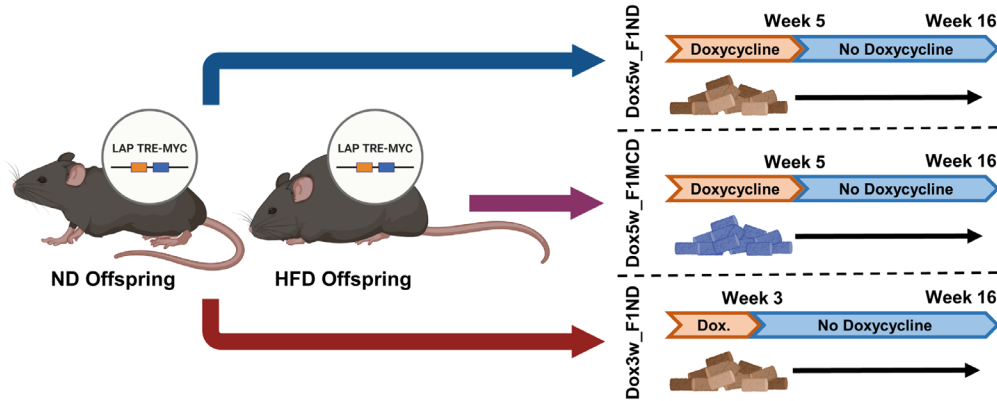 LAP TRE-MYC
LAP TRE-MYC
ND Offspring
HFD Offspring
Dox5w_F1ND
Week 5
Week 16
Doxycycline
No Doxycycline
Dox5w_F1MCD
Week 5
Week 16
Doxycycline
No Doxycycline
Dox3w_F1ND
Week 3
Week 16
Dox.
No Doxycycline